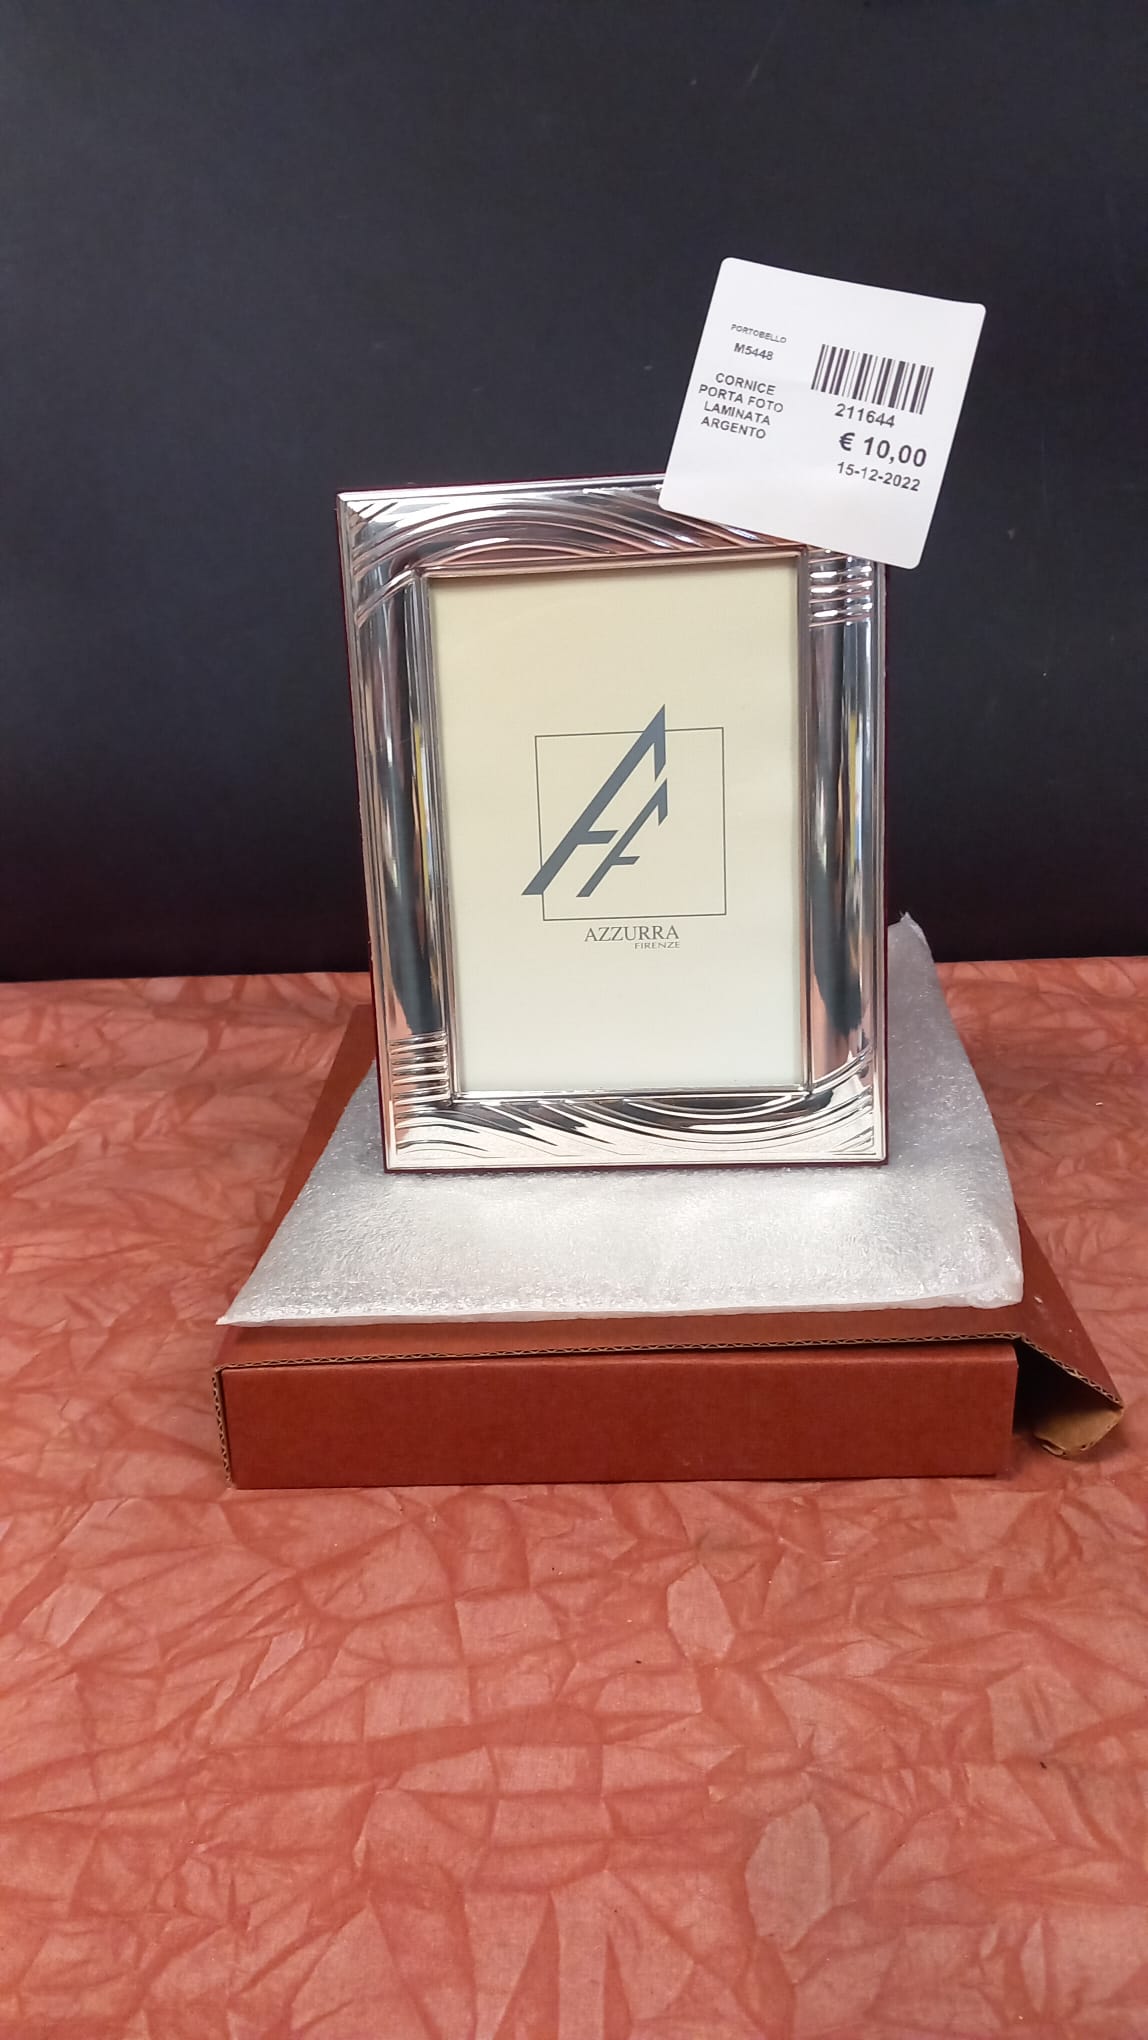 PORTOBELLO
M5448
CORNICE
PORTA FOTO
LAMINATA
ARGENTO
211644
€ 10,00
15-12-2022
AZZURRA
FIRENZE